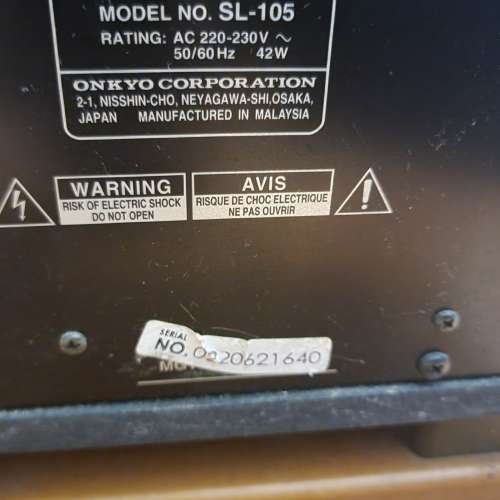 MODEL NO. SL-105
RATING: AC 220-230V ~
50/60 Hz 42W
ONKYO CORPORATION
2-1, NISSHIN-CHO, NEYAGAWA-SHI,OSAKA,
JAPAN MANUFACTURED IN MALAYSIA
WARNING
RISK OF ELECTRIC SHOCK
DO NOT OPEN
AVIS
RISQUE DE CHOC ELECTRIQUE
NE PAS OUVRIR
SERIAL
NO. 0220621640